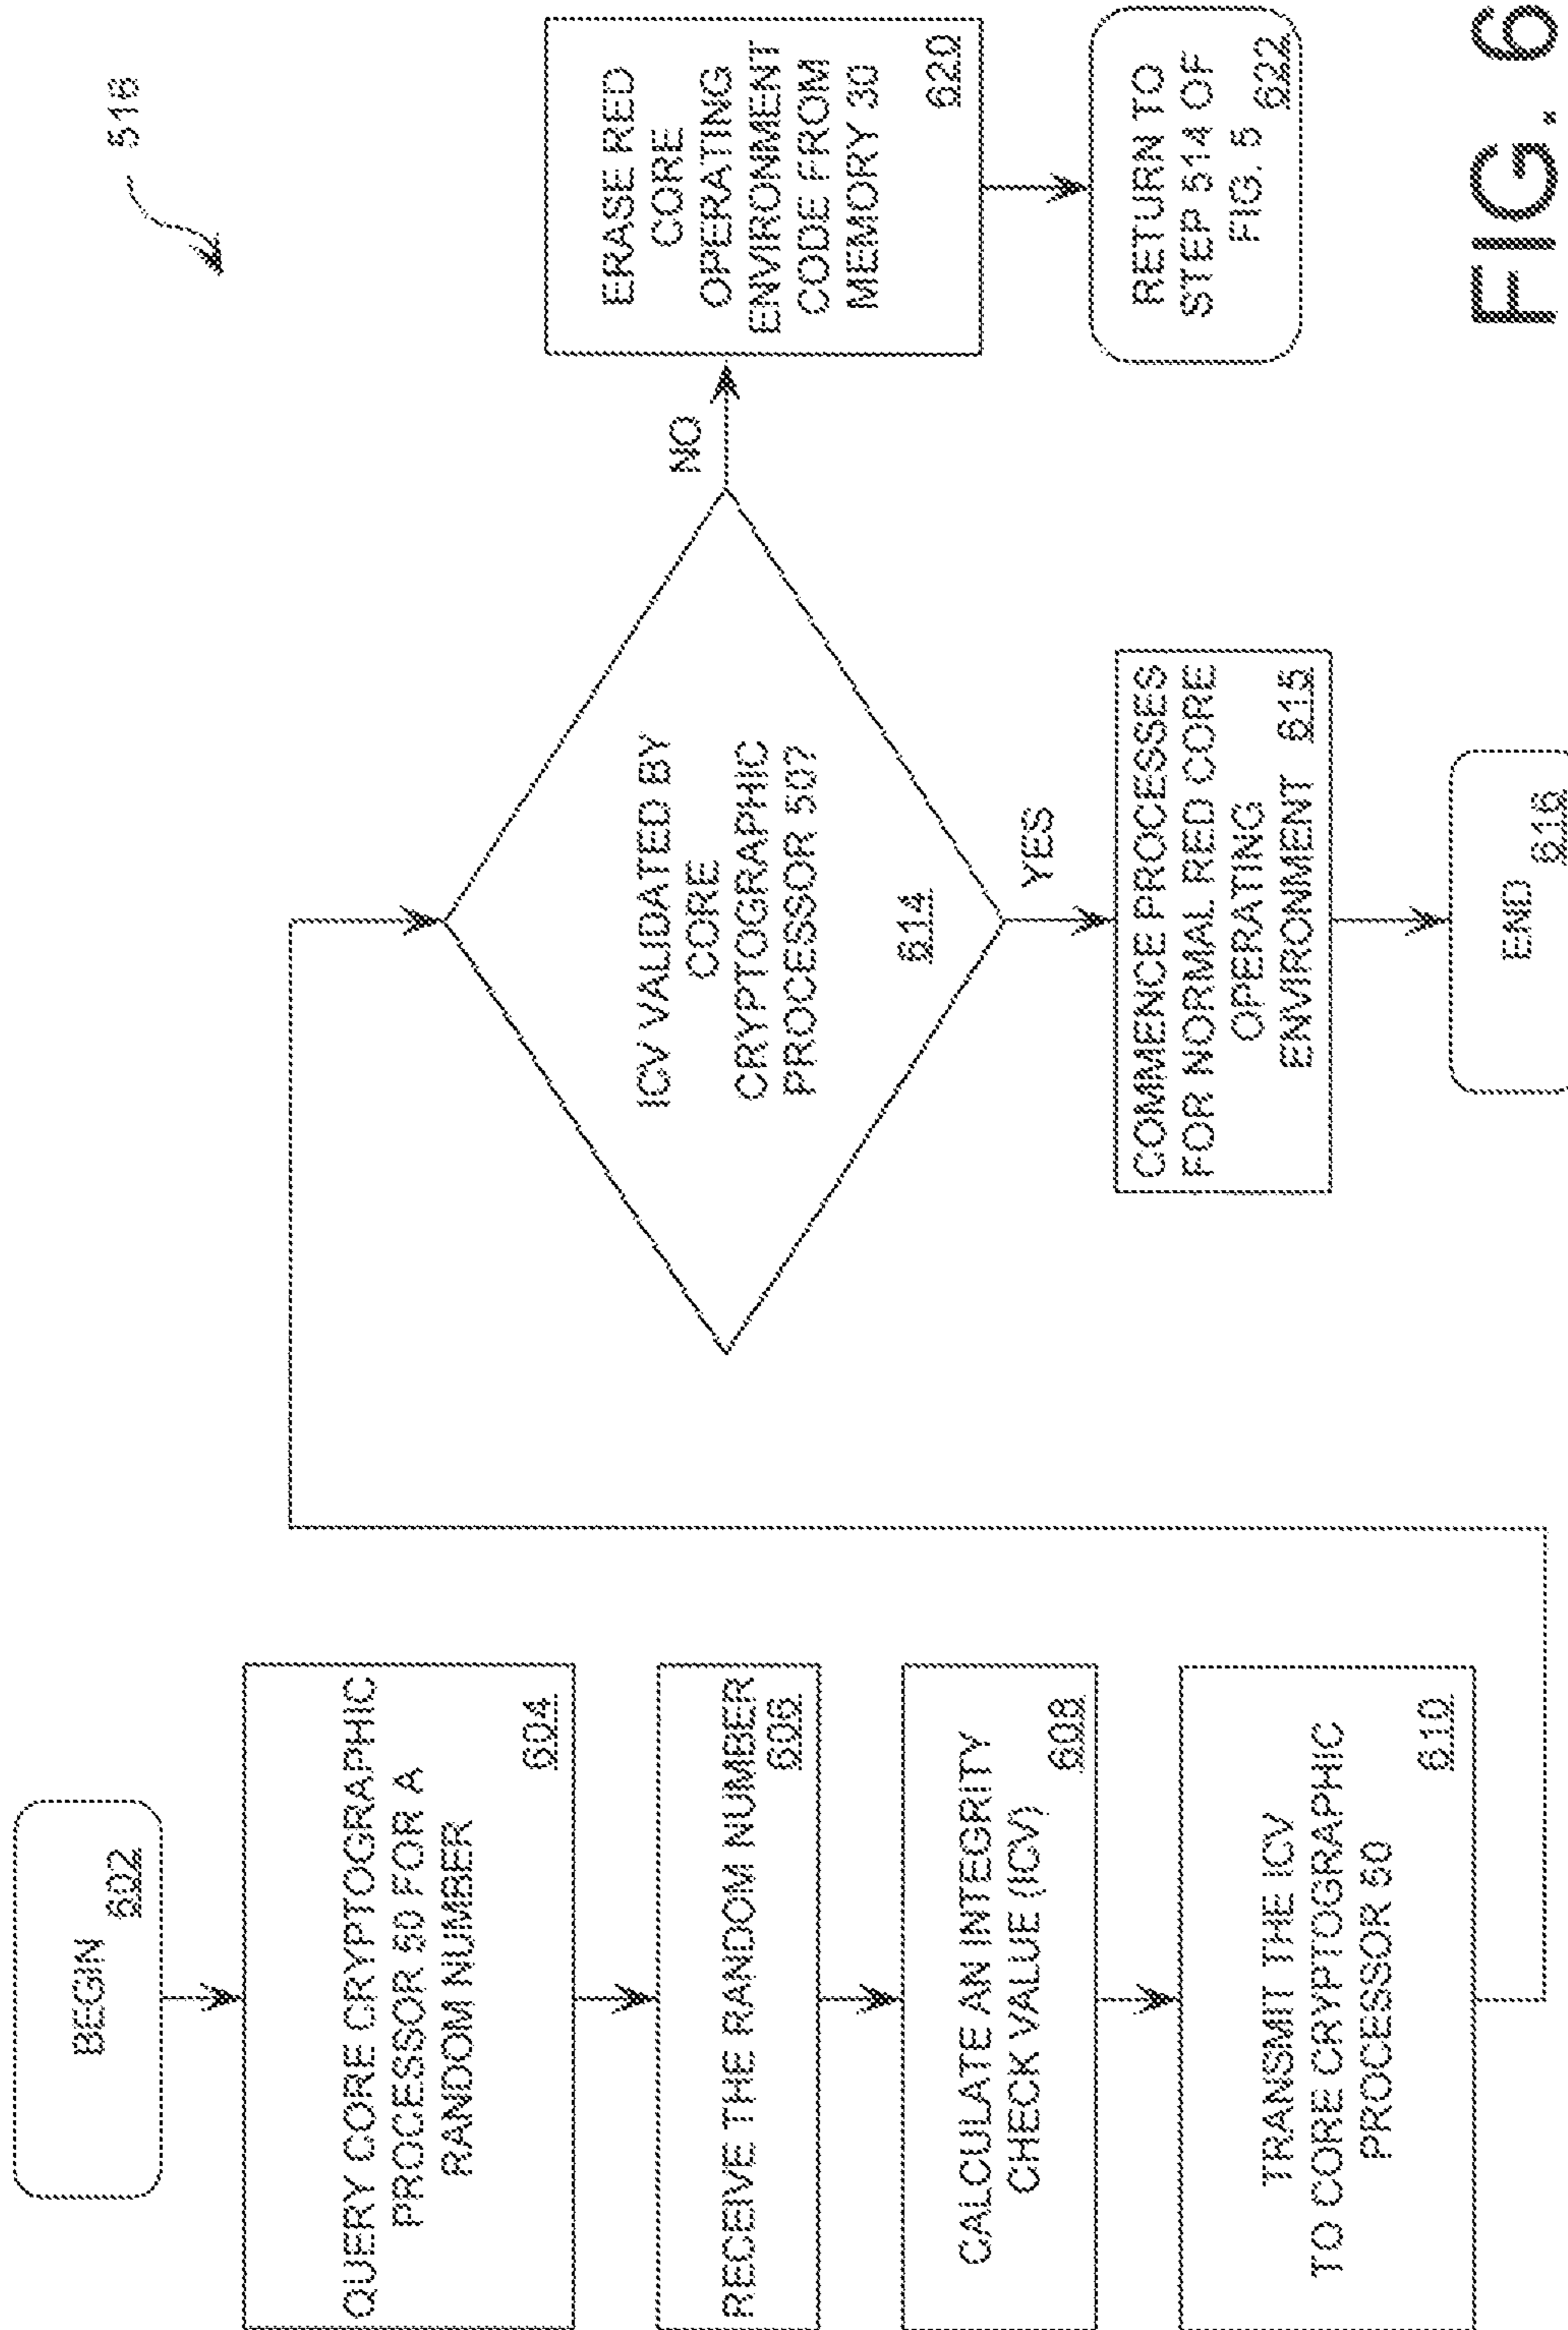 516
BEGIN
602
QUERY CORE CRYPTOGRAPHIC
PROCESSOR 50 FOR A
RANDOM NUMBER
604
RECEIVE THE RANDOM NUMBER
606
CALCULATE AN INTEGRITY
CHECK VALUE (ICV)
608
TRANSMIT THE ICV
TO CORE CRYPTOGRAPHIC
PROCESSOR 50
610
ICV VALIDATED BY
CORE
CRYPTOGRAPHIC
PROCESSOR 50?
614
NO
YES
ERASE RED
CORE
OPERATING
ENVIRONMENT
CODE FROM
MEMORY 30
620
RETURN TO
STEP 514 OF
FIG. 5 622
COMMENCE PROCESSES
FOR NORMAL RED CORE
OPERATING
ENVIRONMENT 615
END
616
FIG. 6